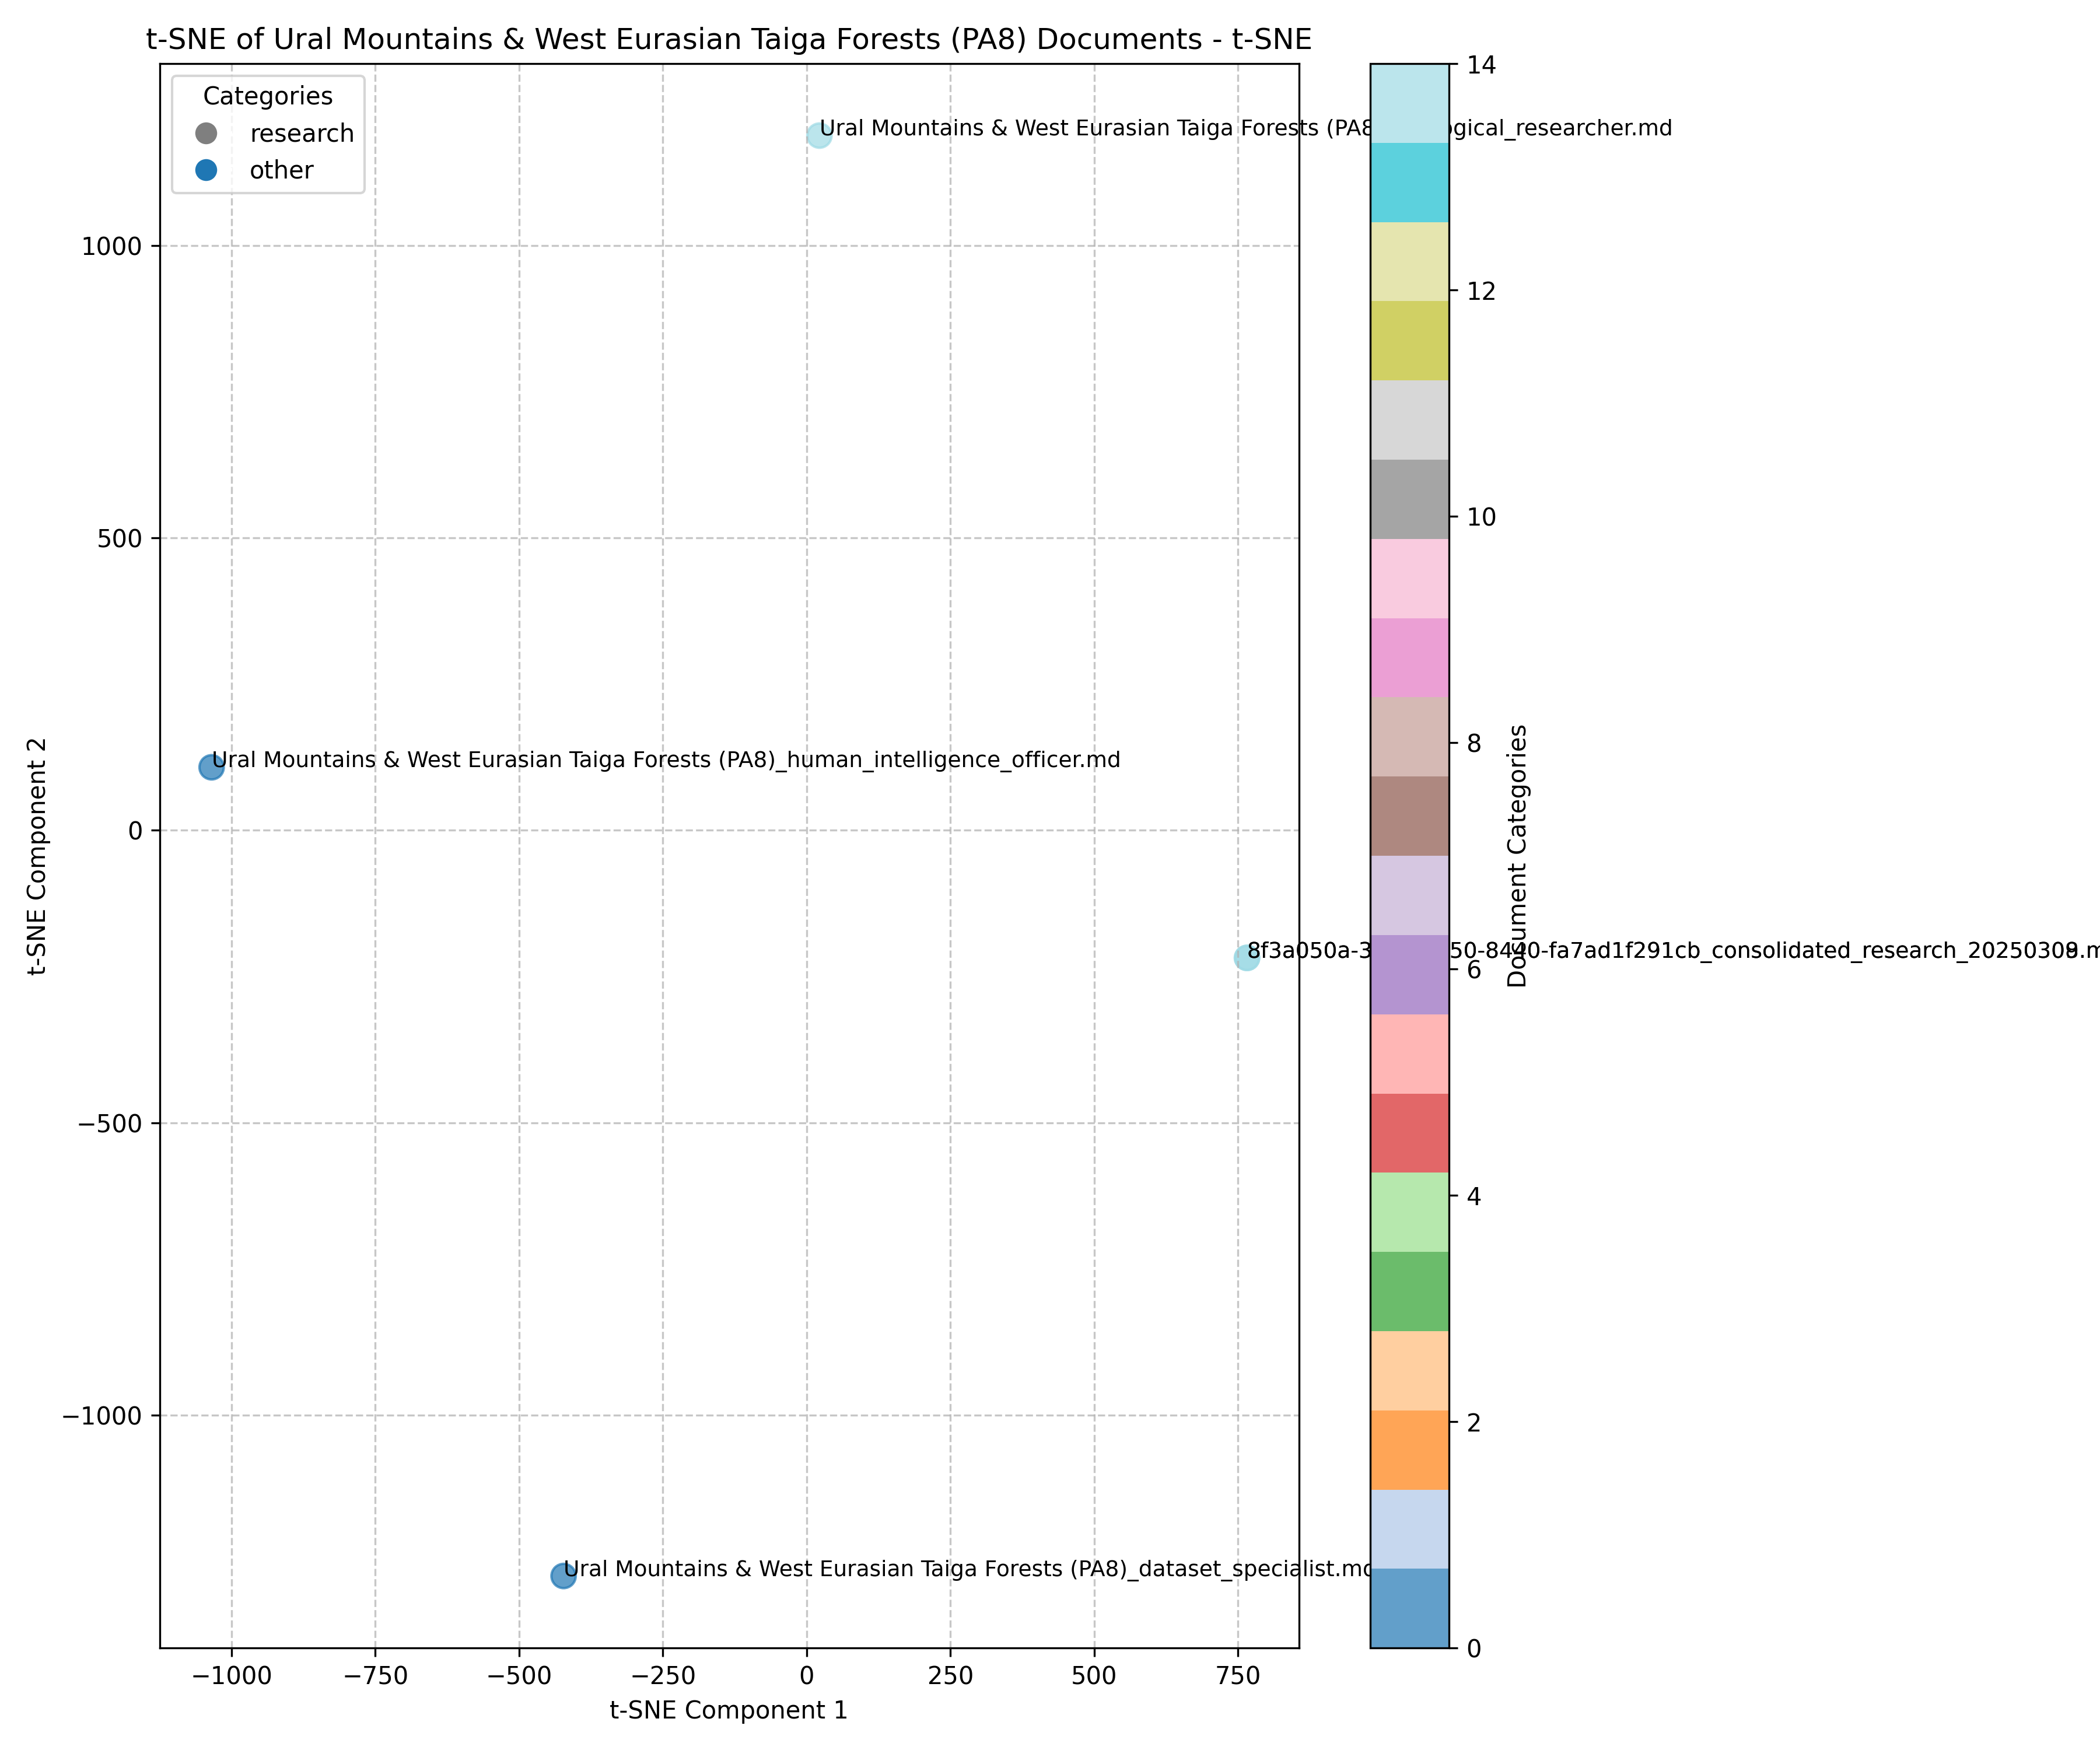 t-SNE of Ural Mountains & West Eurasian Taiga Forests (PA8) Documents - t-SNE
Categories
research
other
Ural Mountains & West Eurasian Taiga Forests (PA8 ogical_researcher.md
Ural Mountains & West Eurasian Taiga Forests (PA8)_human_intelligence_officer.md
8f3a050a-3 50-8440-fa7ad1f291cb_consolidated_research_2025030
Ural Mountains & West Eurasian Taiga Forests (PA8)_dataset_specialist.md
1000
500
0
−500
−1000
t-SNE Component 2
−1000 −750 −500 −250 0 250 500 750
t-SNE Component 1
14
12
10
8
6
4
2
0
Document Categories